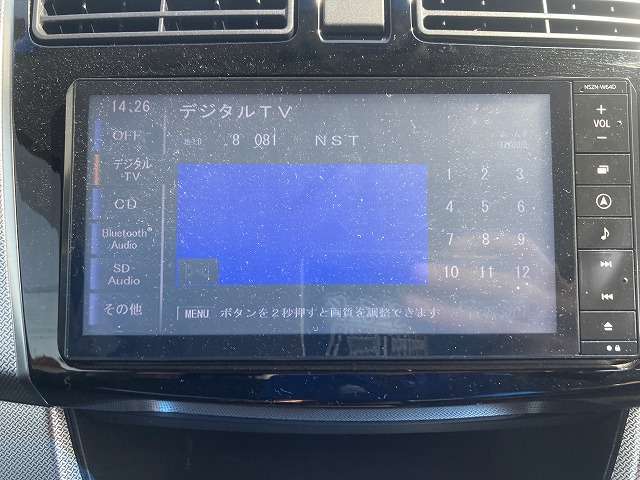 NSZN-W64D
14:26
デジタルTV
OFF
8 081 NST
デジタル
TV
CD
Bluetooth®
Audio
SD
Audio
その他
1 2 3
4 5 6
7 8 9
10 11 12
MENU ボタンを2秒押すと画質を調整できます
+
VOL
−